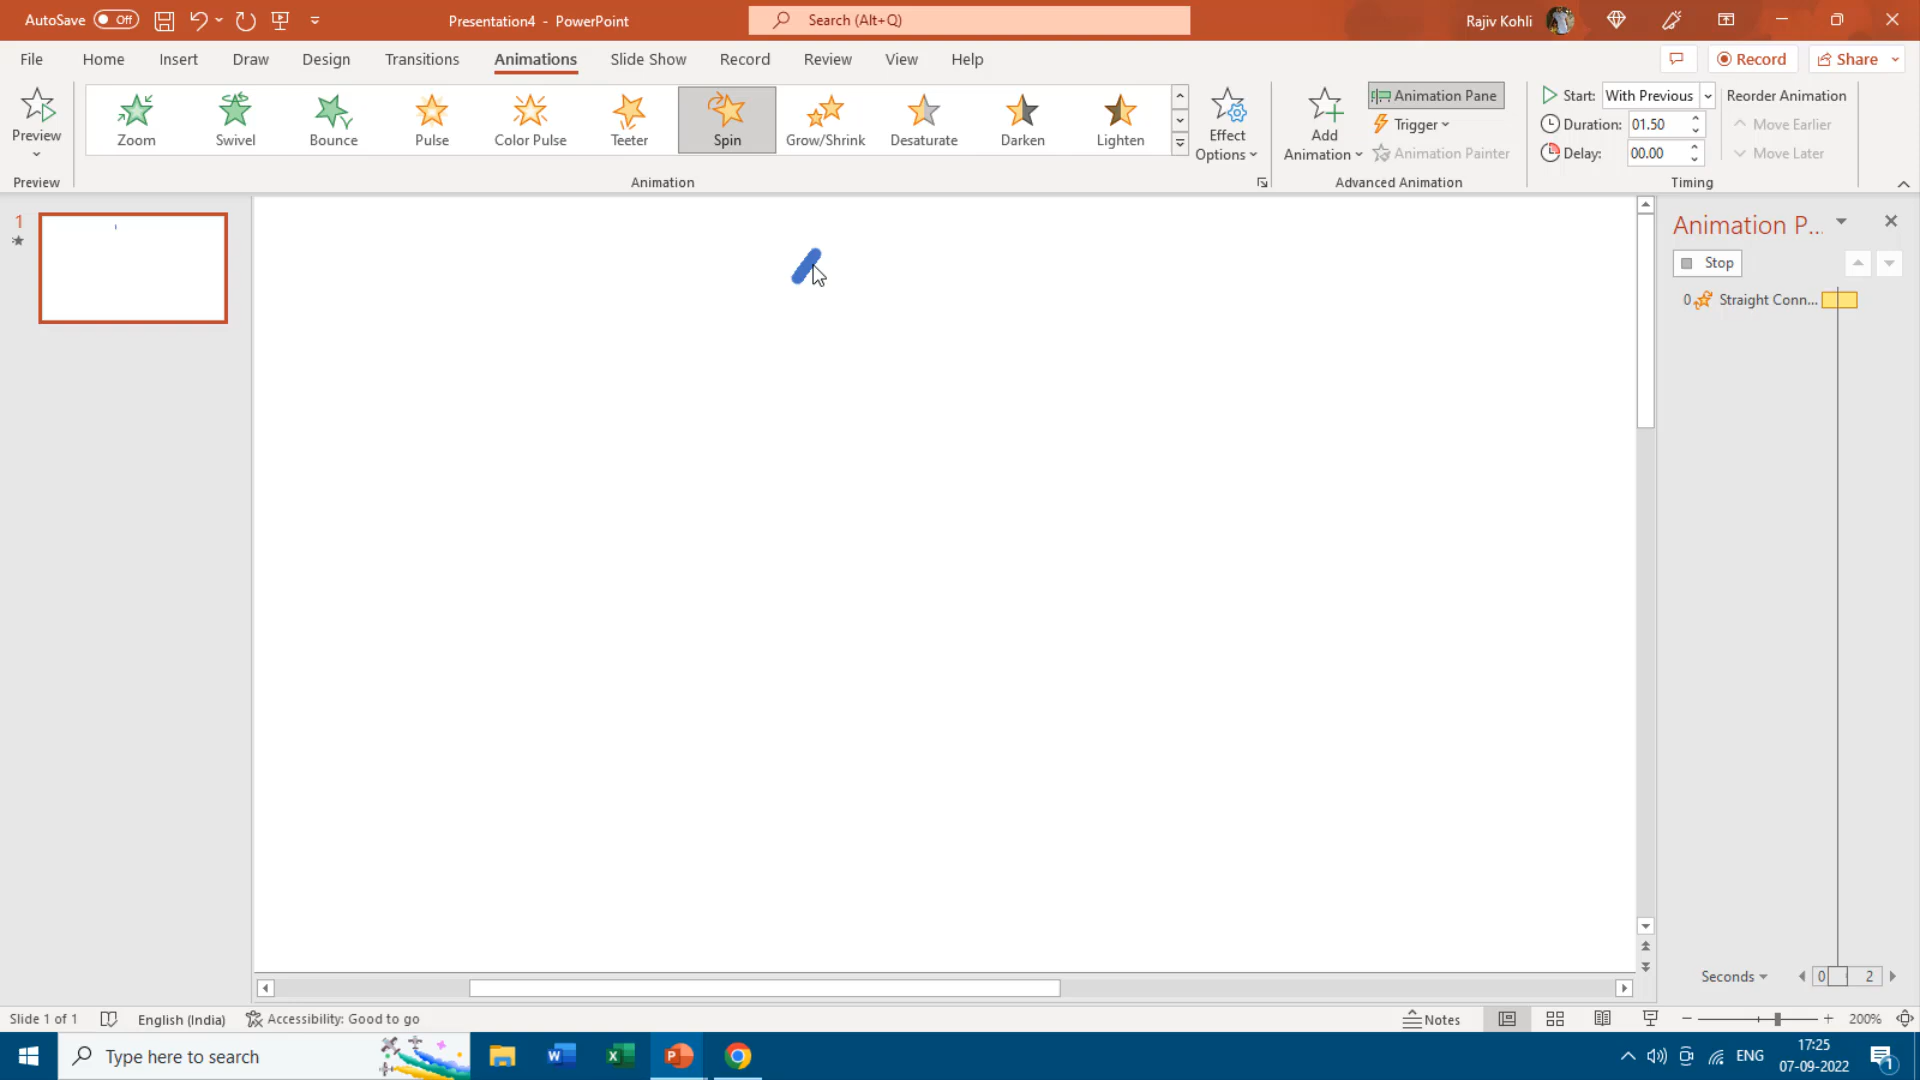 AutoSave Off Presentation4 - PowerPoint Search (Alt+Q) Rajiv Kohli
File Home Insert Draw Design Transitions Animations Slide Show Record Review View Help Record Share
Preview Zoom Swivel Bounce Pulse Color Pulse Teeter Spin Grow/Shrink Desaturate Darken Lighten Effect Options Add Animation Animation Pane Start: With Previous Reorder Animation
Trigger Duration: 01.50 Move Earlier
Animation Painter Delay: 00.00 Move Later
Preview Animation Advanced Animation Timing
1 Animation P...
Stop
0 Straight Conn...
Seconds 0 2
Slide 1 of 1 English (India) Accessibility: Good to go Notes 200%
Type here to search ENG 17:25
07-09-2022 1